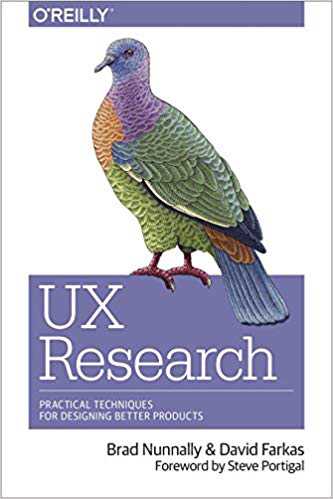 O'REILLY®
UX
Research
PRACTICAL TECHNIQUES
FOR DESIGNING BETTER PRODUCTS
Brad Nunnally & David Farkas
Foreword by Steve Portigal